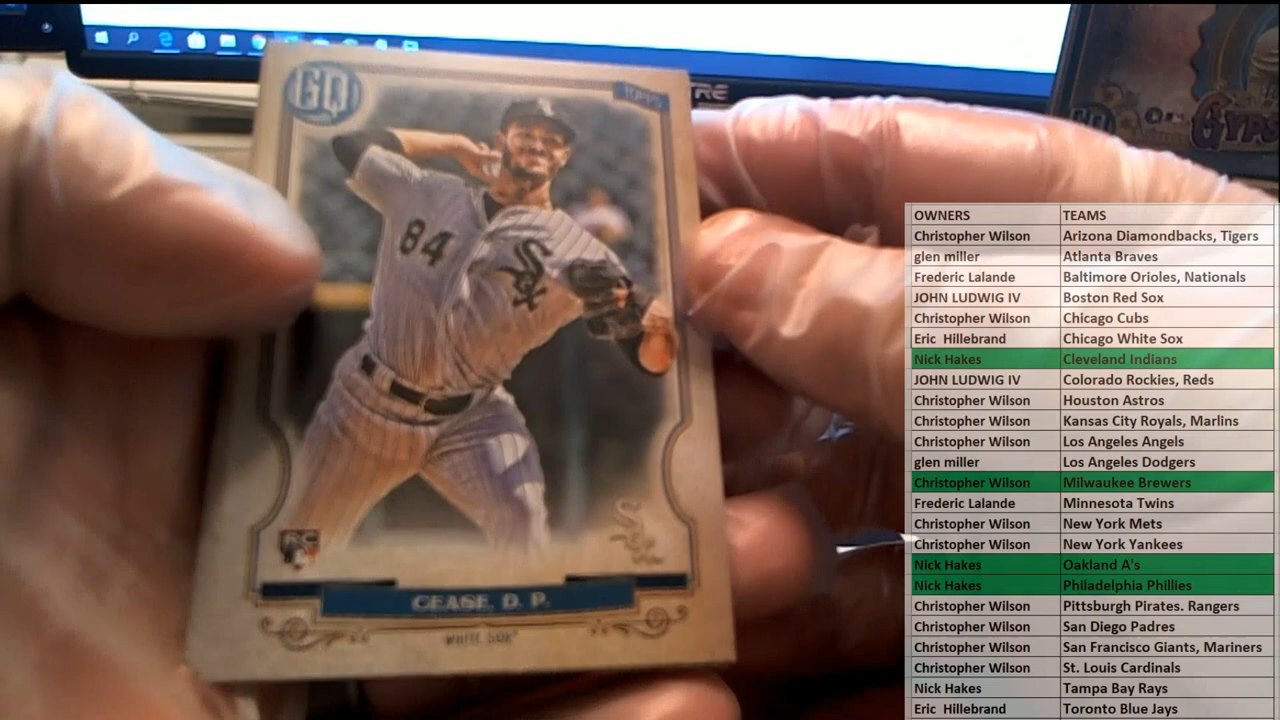 GQ
TOPPS
84
Sox
RC
CEASE, D. P.
WHITE SOX
TRE
GYPS
OWNERS TEAMS
Christopher Wilson Arizona Diamondbacks, Tigers
glen miller Atlanta Braves
Frederic Lalande Baltimore Orioles, Nationals
JOHN LUDWIG IV Boston Red Sox
Christopher Wilson Chicago Cubs
Eric Hillebrand Chicago White Sox
Nick Hakes Cleveland Indians
JOHN LUDWIG IV Colorado Rockies, Reds
Christopher Wilson Houston Astros
Christopher Wilson Kansas City Royals, Marlins
Christopher Wilson Los Angeles Angels
glen miller Los Angeles Dodgers
Christopher Wilson Milwaukee Brewers
Frederic Lalande Minnesota Twins
Christopher Wilson New York Mets
Christopher Wilson New York Yankees
Nick Hakes Oakland A's
Nick Hakes Philadelphia Phillies
Christopher Wilson Pittsburgh Pirates. Rangers
Christopher Wilson San Diego Padres
Christopher Wilson San Francisco Giants, Mariners
Christopher Wilson St. Louis Cardinals
Nick Hakes Tampa Bay Rays
Eric Hillebrand Toronto Blue Jays